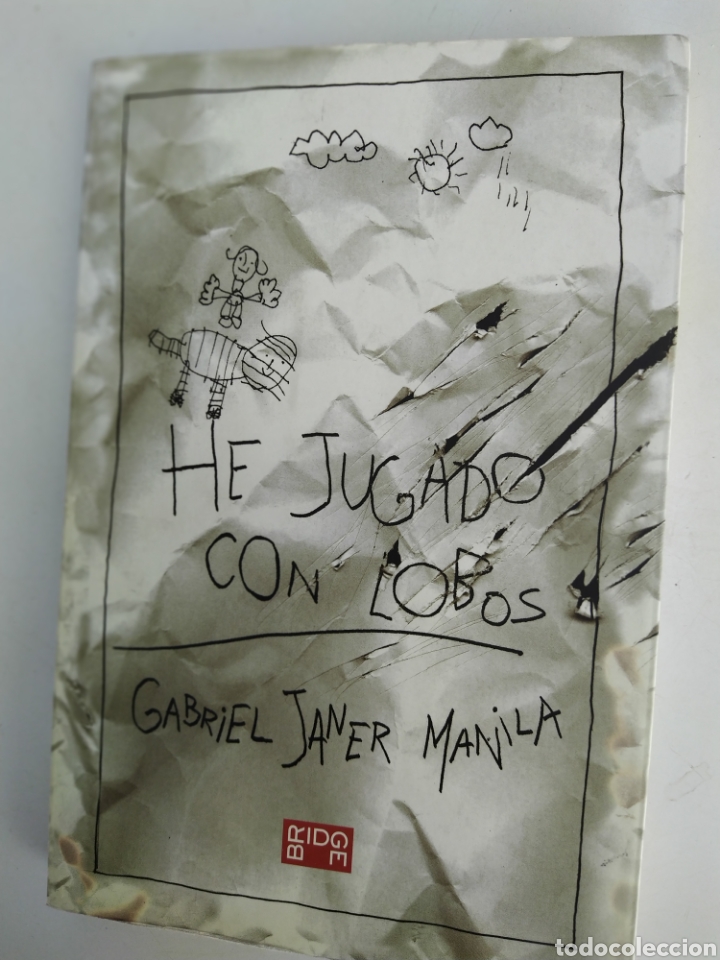 HE JUGADO
CON LOBOS
GABRIEL JANER MANILA
BRIDGE
todocoleccion